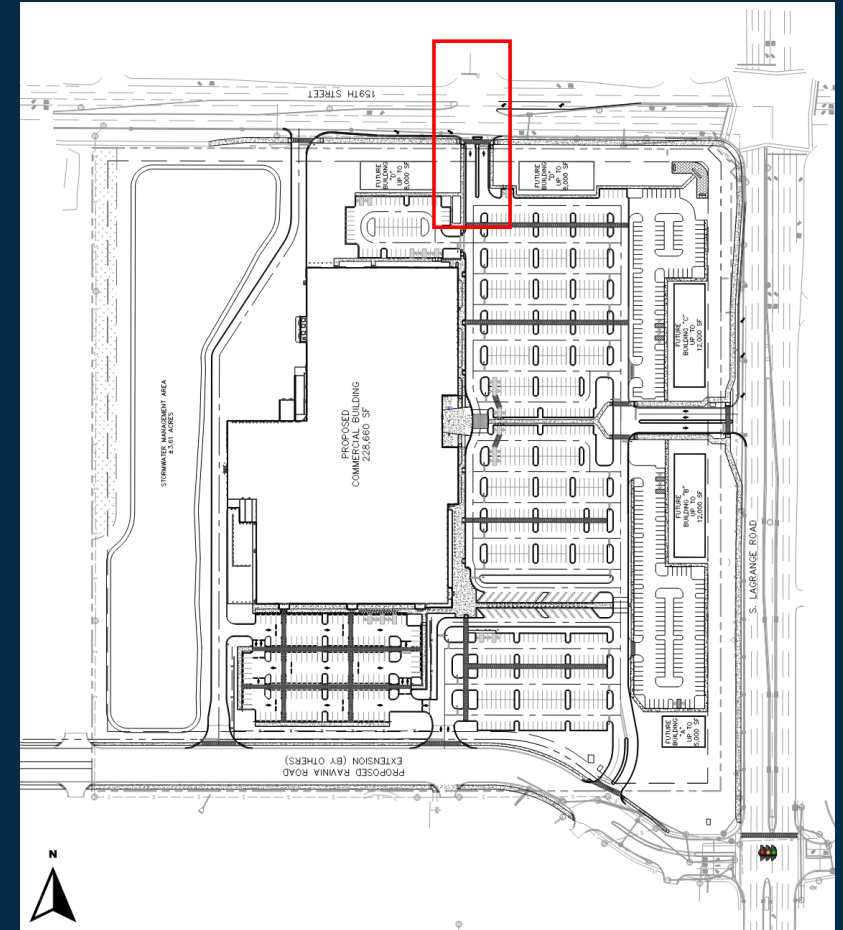 159TH STREET
FUTURE
BUILDING "D"
UP TO
8,000 SF
FUTURE
BUILDING "D"
UP TO
8,000 SF
FUTURE
BUILDING "C"
UP TO
12,000 SF
PROPOSED
COMMERCIAL BUILDING
228,660 SF
STORMWATER MANAGEMENT AREA
±3.61 ACRES
FUTURE
BUILDING "B"
UP TO
12,000 SF
S. LAGRANGE ROAD
FUTURE
BUILDING
"A"
UP TO
5,000 SF
PROPOSED RAVINIA ROAD
EXTENSION (BY OTHERS)
N